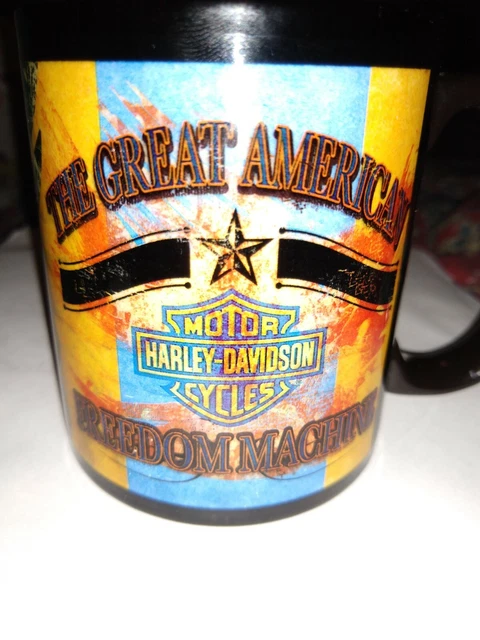 THE GREAT AMERICAN
MOTOR
HARLEY-DAVIDSON
CYCLES
FREEDOM MACHINE